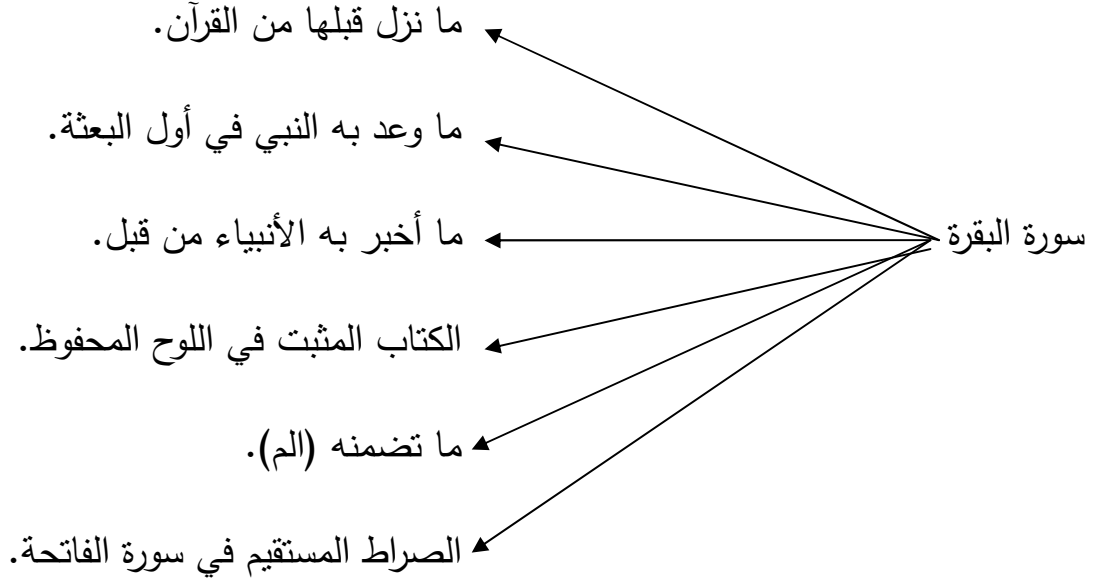 ما نزل قبلها من القرآن.
ما وعد به النبي في أول البعثة.
سورة البقرة
ما أخبر به الأنبياء من قبل.
الكتاب المثبت في اللوح المحفوظ.
ما تضمنه (الم).
الصراط المستقيم في سورة الفاتحة.